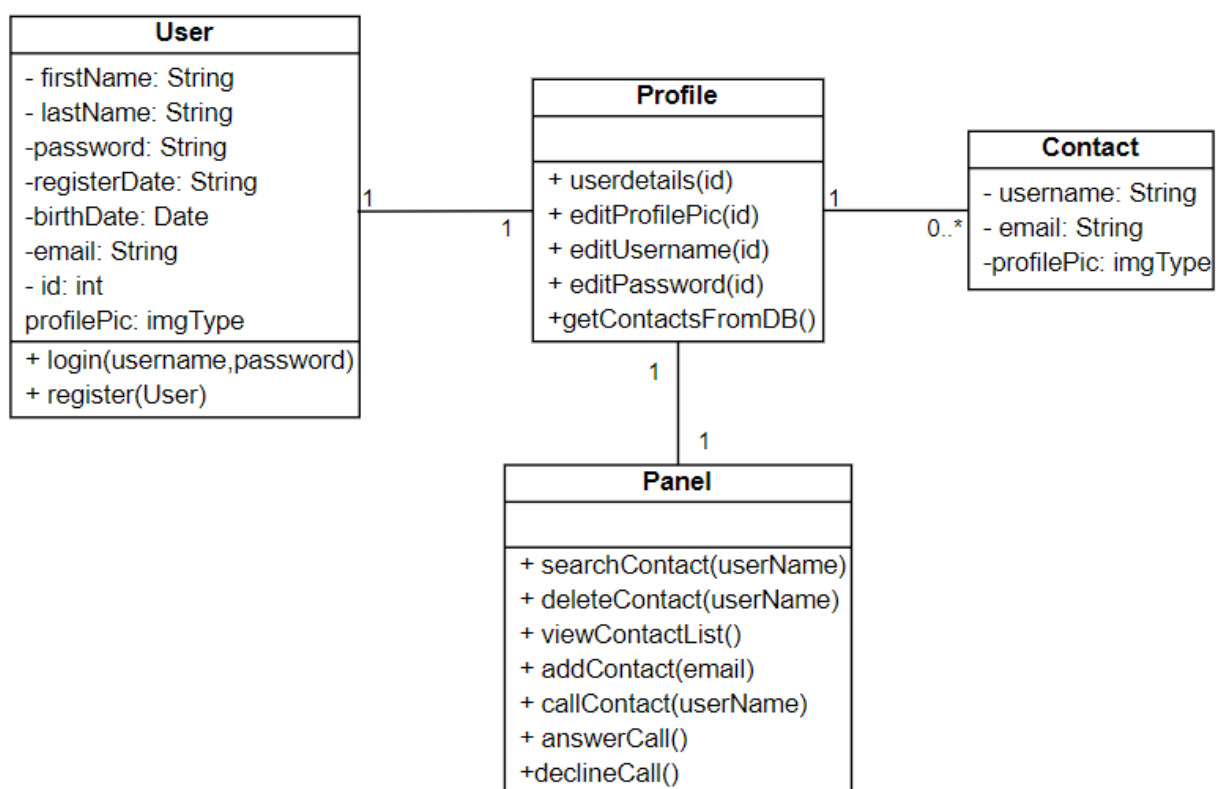 User
- firstName: String
- lastName: String
-password: String
-registerDate: String
-birthDate: Date
-email: String
- id: int
profilePic: imgType
+ login(username,password)
+ register(User)
1
1
Profile
+ userdetails(id)
+ editProfilePic(id)
+ editUsername(id)
+ editPassword(id)
+getContactsFromDB()
1
0..*
Contact
- username: String
- email: String
-profilePic: imgType
1
1
Panel
+ searchContact(userName)
+ deleteContact(userName)
+ viewContactList()
+ addContact(email)
+ callContact(userName)
+ answerCall()
+declineCall()